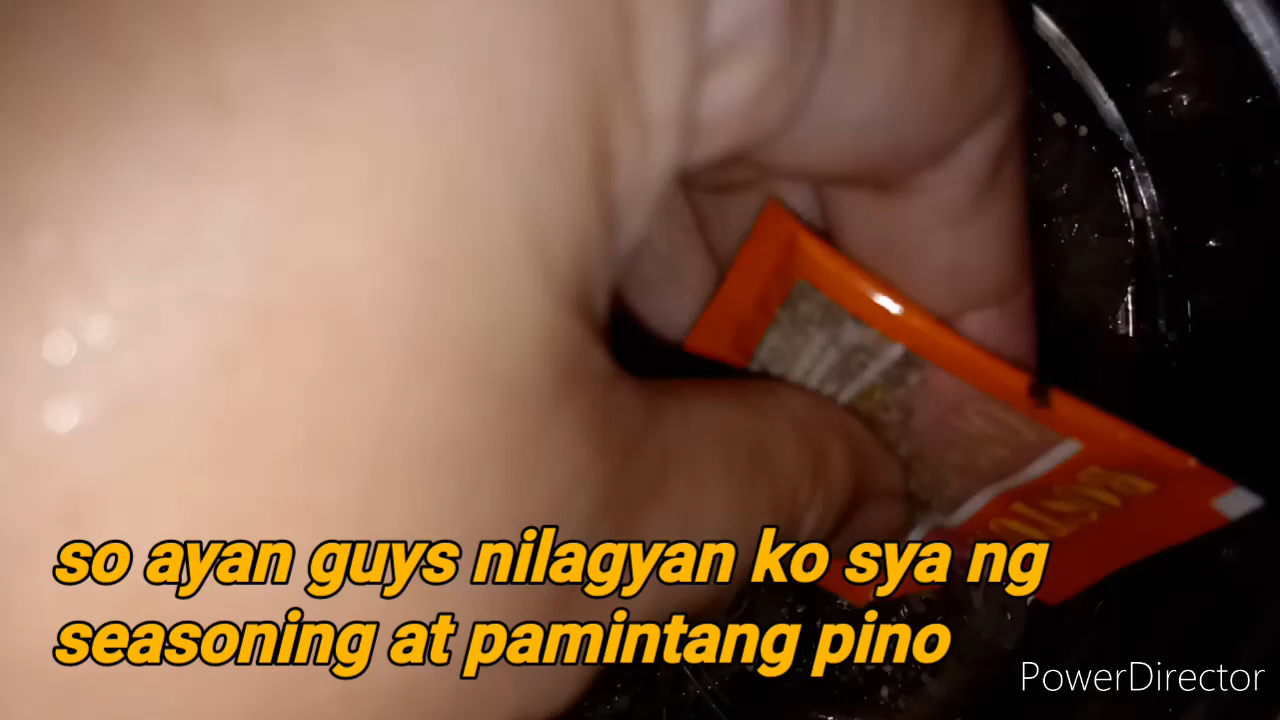 so ayan guys nilagyan ko sya ng
seasoning at pamintang pino
PowerDirector